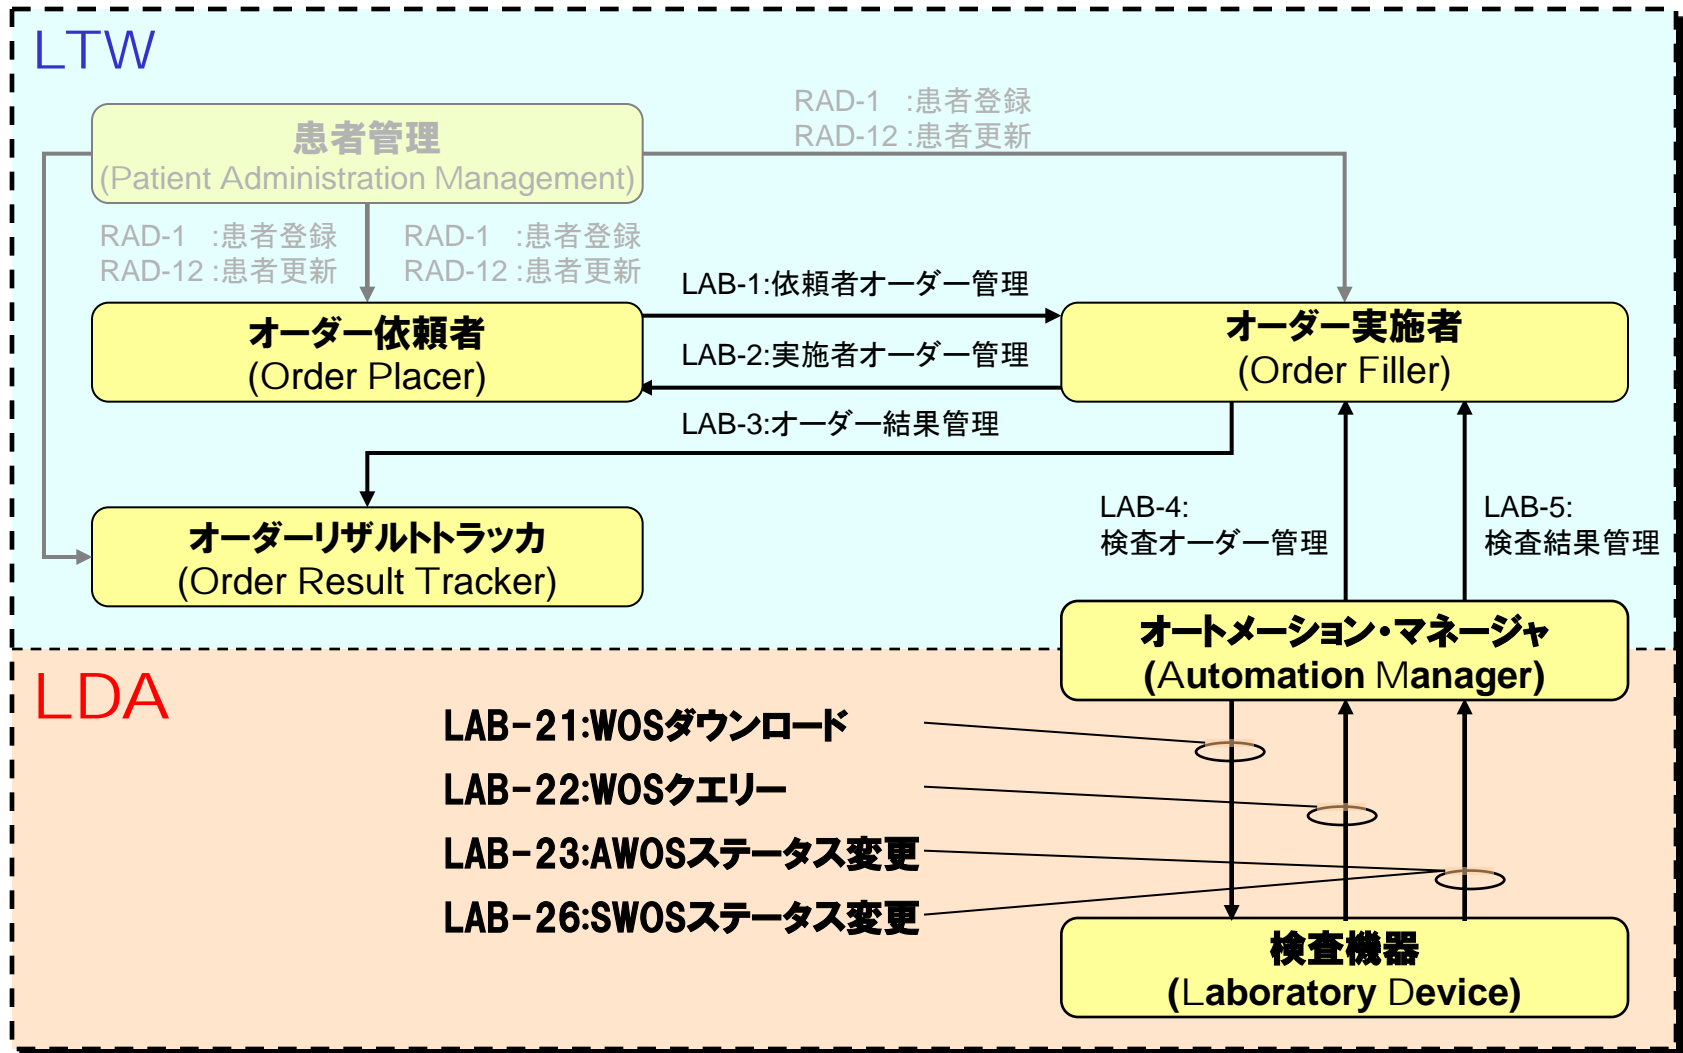 LTW
患者管理
(Patient Administration Management)
RAD-1 :患者登録
RAD-12 :患者更新
RAD-1 :患者登録
RAD-12 :患者更新
RAD-1 :患者登録
RAD-12 :患者更新
LAB-1:依頼者オーダー管理
オーダー依頼者
(Order Placer)
オーダー実施者
(Order Filler)
LAB-2:実施者オーダー管理
LAB-3:オーダー結果管理
オーダーリザルトトラッカ
(Order Result Tracker)
LAB-4:
検査オーダー管理
LAB-5:
検査結果管理
オートメーション・マネージャ
(Automation Manager)
LDA
LAB-21:WOSダウンロード
LAB-22:WOSクエリー
LAB-23:AWOSステータス変更
LAB-26:SWOSステータス変更
検査機器
(Laboratory Device)